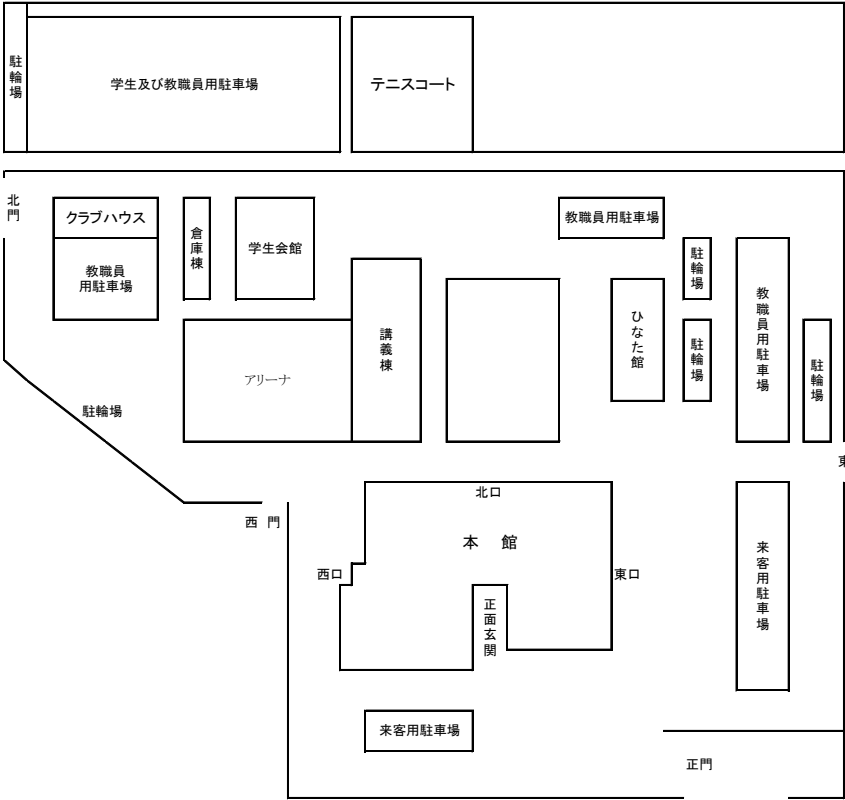 駐輪場
学生及び教職員用駐車場
テニスコート
北門
クラブハウス
教職員
用駐車場
倉庫棟
学生会館
教職員用駐車場
駐輪場
教職員用駐車場
講義棟
ひなた館
アリーナ
駐輪場
駐輪場
駐輪場
東
北口
西 門
本 館
西口
東口
来客用駐車場
正面玄関
来客用駐車場
正門